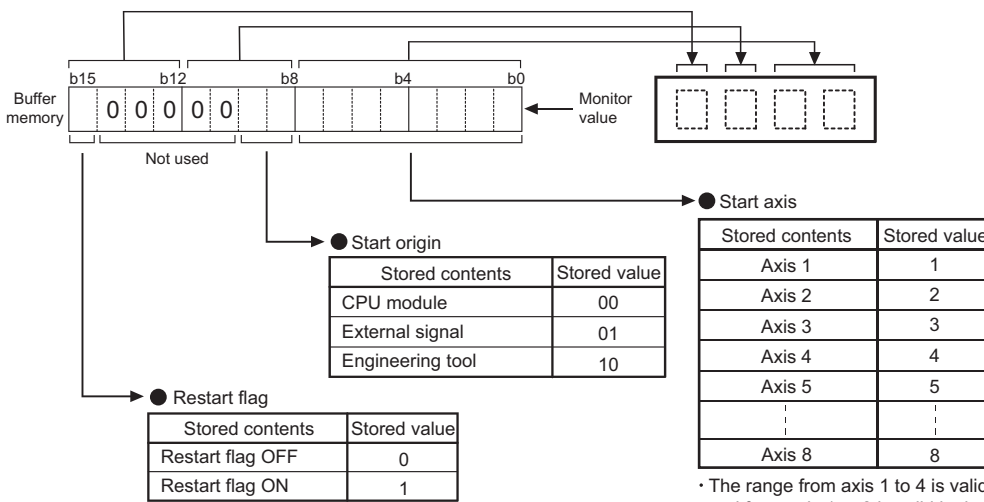 b15 b12 b8 b4 b0
Buffer memory
0 0 0 0 0
Monitor value
Not used
● Start axis
Stored contents Stored value
Axis 1 1
Axis 2 2
Axis 3 3
Axis 4 4
Axis 5 5
Axis 8 8
・The range from axis 1 to 4 is valid
● Start origin
Stored contents Stored value
CPU module 00
External signal 01
Engineering tool 10
● Restart flag
Stored contents Stored value
Restart flag OFF 0
Restart flag ON 1